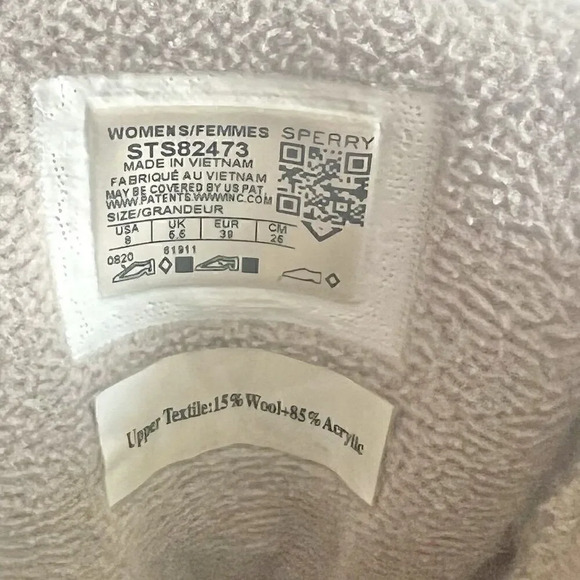 WOMENS/FEMMES SPERRY
STS82473
MADE IN VIETNAM
FABRIQUÉ AU VIETNAM
MAY BE COVERED BY US PAT.
WWW.PATENTS.WWWINC.COM
SIZE/GRANDEUR
USA UK EUR CM
8 5.5 39 25
0820 61911
Upper Textile:15% Wool+85% Acrylic